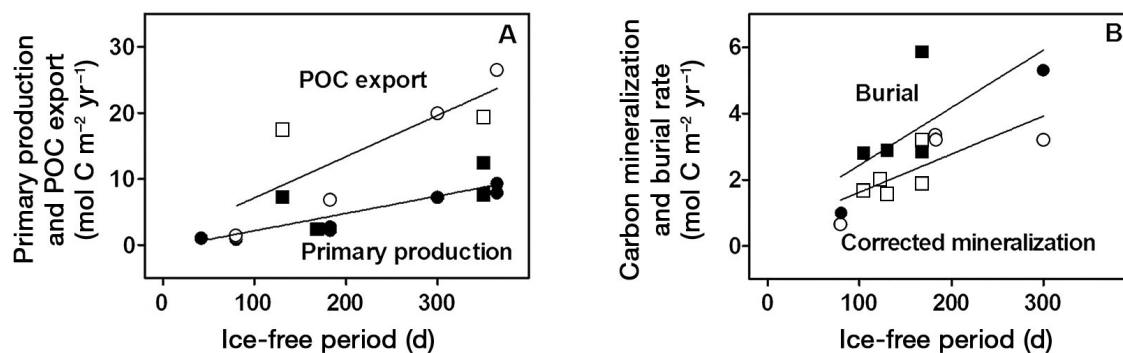 Primary production
and POC export
(mol C m⁻² yr⁻¹)
30
20
10
0
A
POC export
Primary production
0
100
200
300
Ice-free period (d)
Carbon mineralization
and burial rate
(mol C m⁻² yr⁻¹)
6
4
2
0
B
Burial
Corrected mineralization
0
100
200
300
Ice-free period (d)